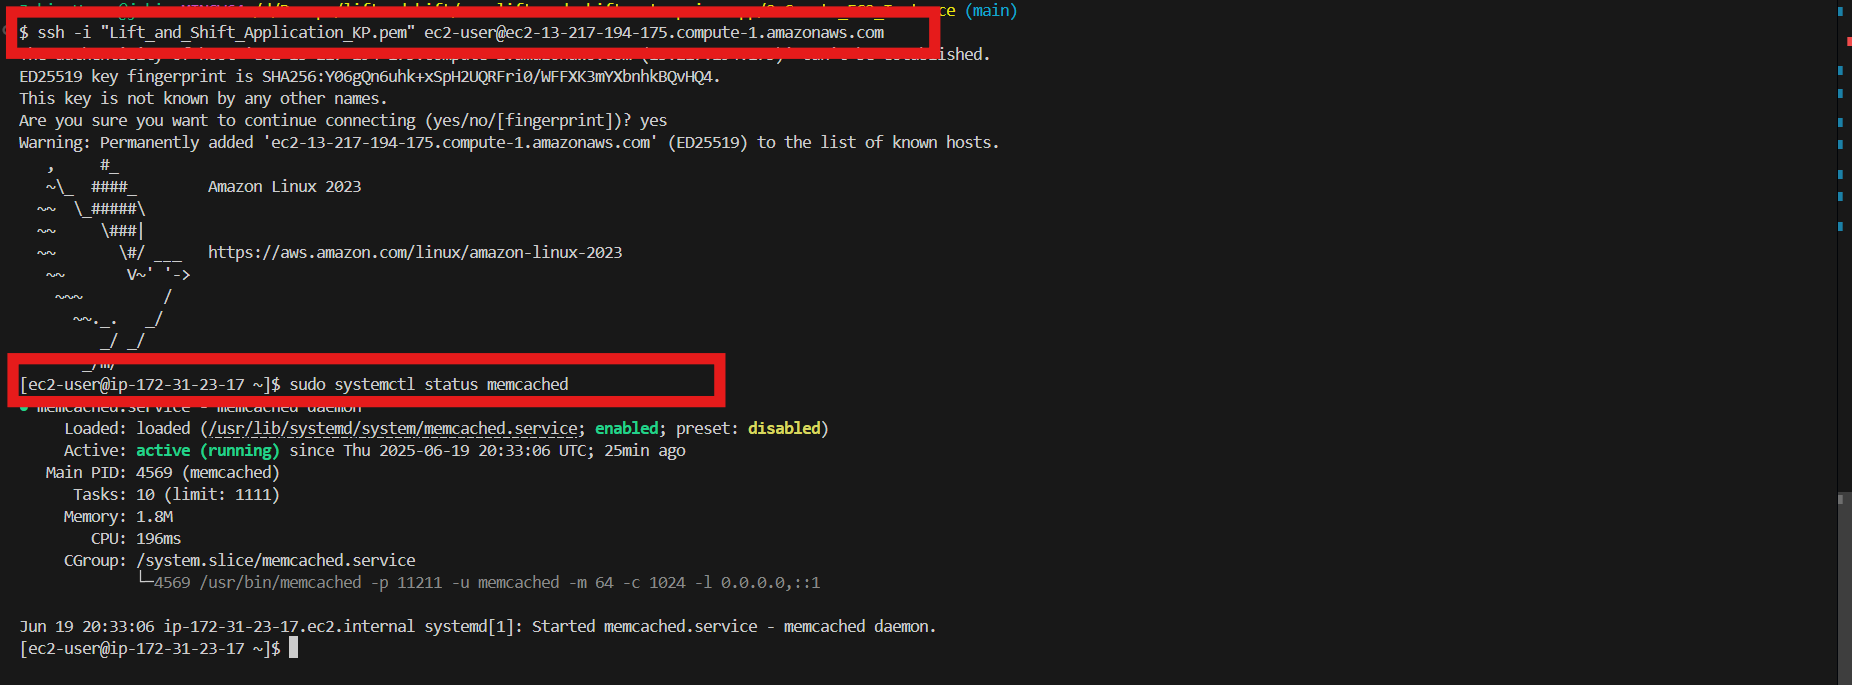 (main)
$ ssh -i "Lift_and_Shift_Application_KP.pem" ec2-user@ec2-13-217-194-175.compute-1.amazonaws.com
ED25519 key fingerprint is SHA256:Y06gQn6uhk+xSpH2UQRFri0/WFFXK3mYXbnhkBQvHQ4.
This key is not known by any other names.
Are you sure you want to continue connecting (yes/no/[fingerprint])? yes
Warning: Permanently added 'ec2-13-217-194-175.compute-1.amazonaws.com' (ED25519) to the list of known hosts.
   ,     #_
   ~\_  ####_        Amazon Linux 2023
  ~~  \_#####\
  ~~     \###|
  ~~       \#/ ___   https://aws.amazon.com/linux/amazon-linux-2023
   ~~       V~' '->
    ~~~         /
      ~~._.   _/
         _/ _/
       _/m/'
[ec2-user@ip-172-31-23-17 ~]$ sudo systemctl status memcached
● memcached.service - memcached daemon
     Loaded: loaded (/usr/lib/systemd/system/memcached.service; enabled; preset: disabled)
     Active: active (running) since Thu 2025-06-19 20:33:06 UTC; 25min ago
   Main PID: 4569 (memcached)
      Tasks: 10 (limit: 1111)
     Memory: 1.8M
        CPU: 196ms
     CGroup: /system.slice/memcached.service
             └─4569 /usr/bin/memcached -p 11211 -u memcached -m 64 -c 1024 -l 0.0.0.0,::1
Jun 19 20:33:06 ip-172-31-23-17.ec2.internal systemd[1]: Started memcached.service - memcached daemon.
[ec2-user@ip-172-31-23-17 ~]$